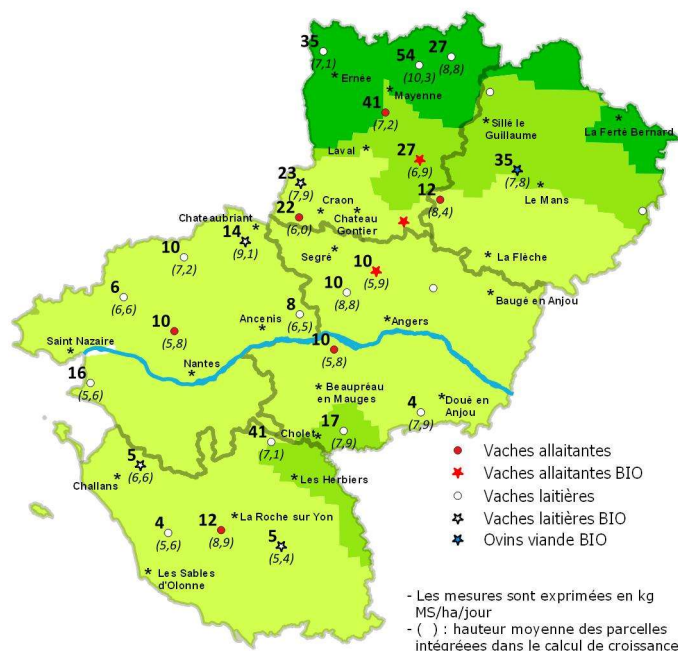 35
(7,1)
* Ernée
54
(10,3)
27
(8,8)
* Mayenne
41
(7,2)
Sillé le
Guillaume
La Ferté Bernard
Laval *
27
(6,9)
35
(7,8)
Le Mans
23
(7,9)
Craon
Chateau
Gontier
12
(8,4)
22
(6,0)
Chateaubriant
14
(9,1)
Segré
La Flèche
10
(7,2)
10
(5,9)
10
(8,8)
Baugé en Anjou
6
(6,6)
8
(6,5)
Ancenis
* Angers
10
(5,8)
Saint Nazaire
Nantes
10
(5,8)
16
(5,6)
Beaupréau
en Mauges
Doué en
Anjou
4
(7,9)
17
(7,9)
41
(7,1)
Cholet
5
(6,6)
Challans
Les Herbiers
Vaches allaitantes
Vaches allaitantes BIO
Vaches laitières
Vaches laitières BIO
Ovins viande BIO
4
(5,6)
12
(8,9)
* La Roche sur Yon
5
(5,4)
* Les Sables
d'Olonne
- Les mesures sont exprimées en kg
MS/ha/jour
- ( ) : hauteur moyenne des parcelles
intégréees dans le calcul de croissance